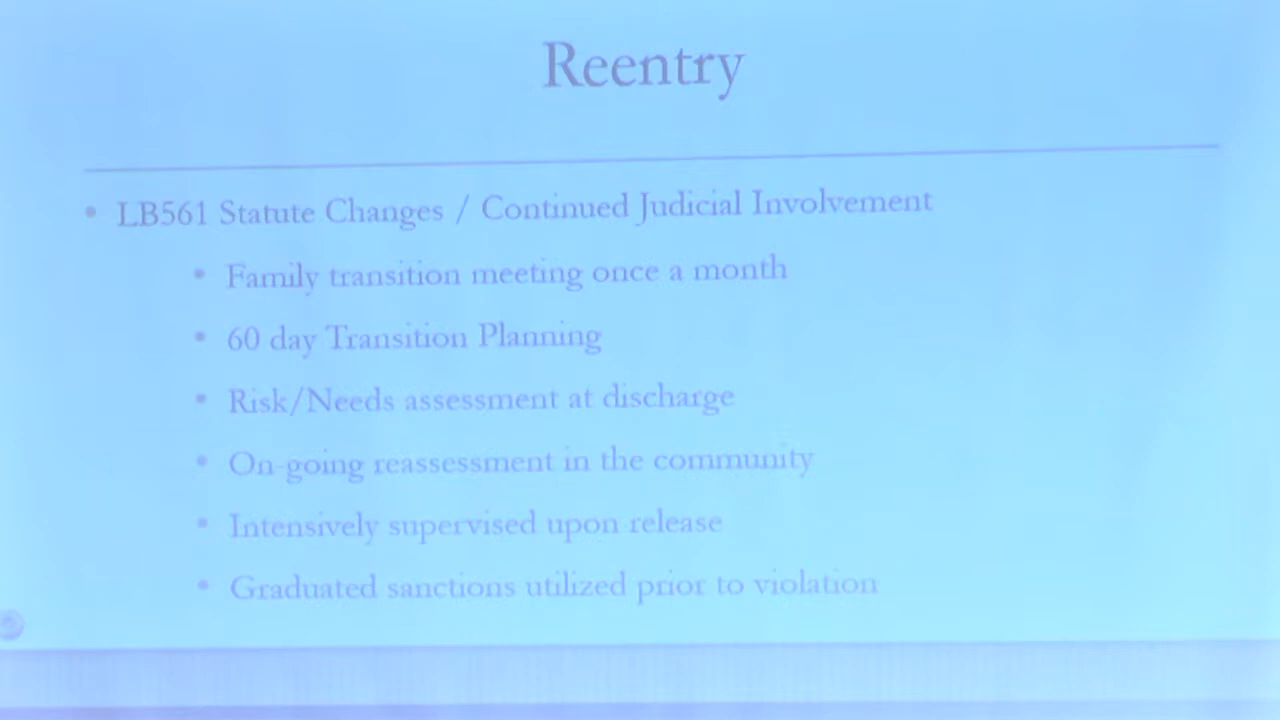 Reentry
• LB561 Statute Changes / Continued Judicial Involvement
• Family transition meeting once a month
• 60 day Transition Planning
• Risk/Needs assessment at discharge
• On-going reassessment in the community
• Intensively supervised upon release
• Graduated sanctions utilized prior to violation